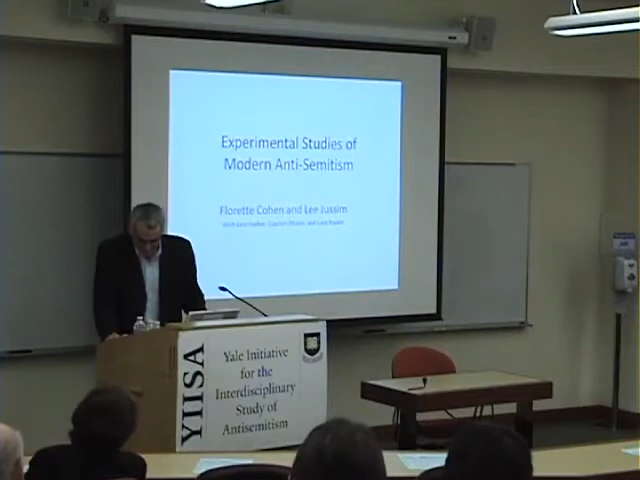 Experimental Studies of
Modern Anti-Semitism
Florette Cohen and Lee Jussim
YIISA
Yale Initiative
for the
Interdisciplinary
Study of
Antisemitism